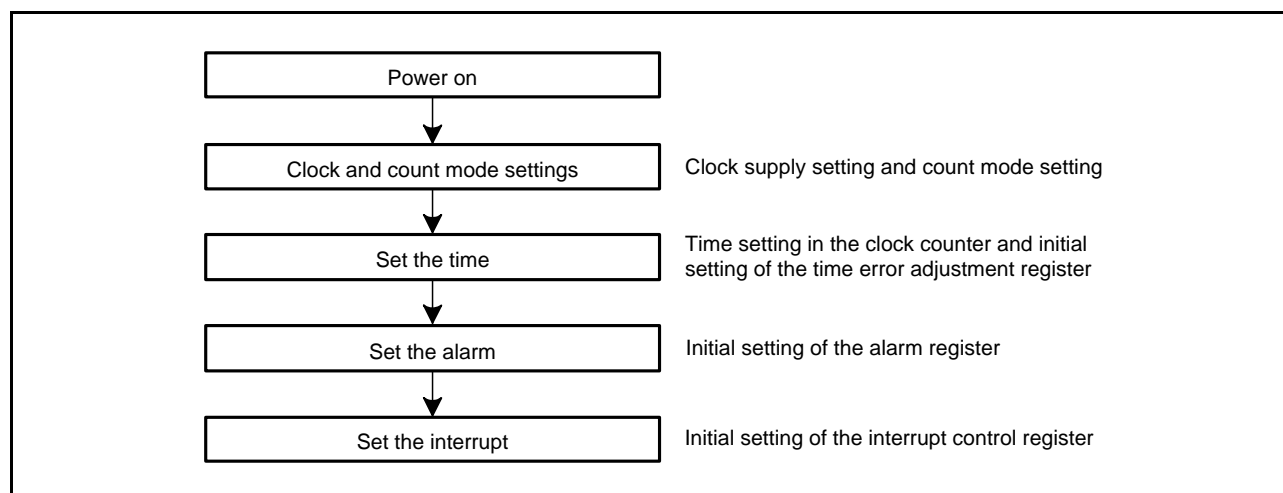 Power on
Clock and count mode settings
Clock supply setting and count mode setting
Set the time
Time setting in the clock counter and initial
setting of the time error adjustment register
Set the alarm
Initial setting of the alarm register
Set the interrupt
Initial setting of the interrupt control register